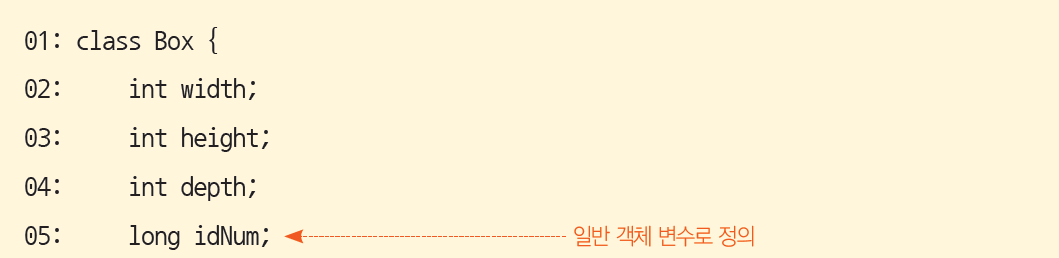 01: class Box {
02:     int width;
03:     int height;
04:     int depth;
05:     long idNum; 일반 객체 변수로 정의